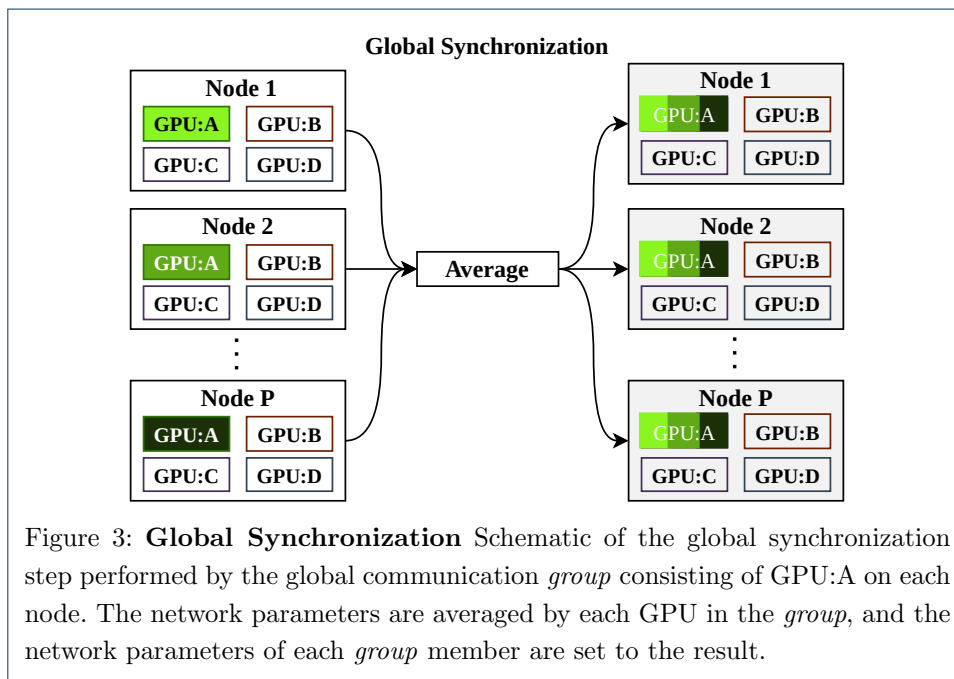 Global Synchronization
Node 1
GPU:A GPU:B
GPU:C GPU:D
Node 2
GPU:A GPU:B
GPU:C GPU:D
Node P
GPU:A GPU:B
GPU:C GPU:D
Average
Node 1
GPU:A GPU:B
GPU:C GPU:D
Node 2
GPU:A GPU:B
GPU:C GPU:D
Node P
GPU:A GPU:B
GPU:C GPU:D
Figure 3: Global Synchronization Schematic of the global synchronization
step performed by the global communication group consisting of GPU:A on each
node. The network parameters are averaged by each GPU in the group, and the
network parameters of each group member are set to the result.